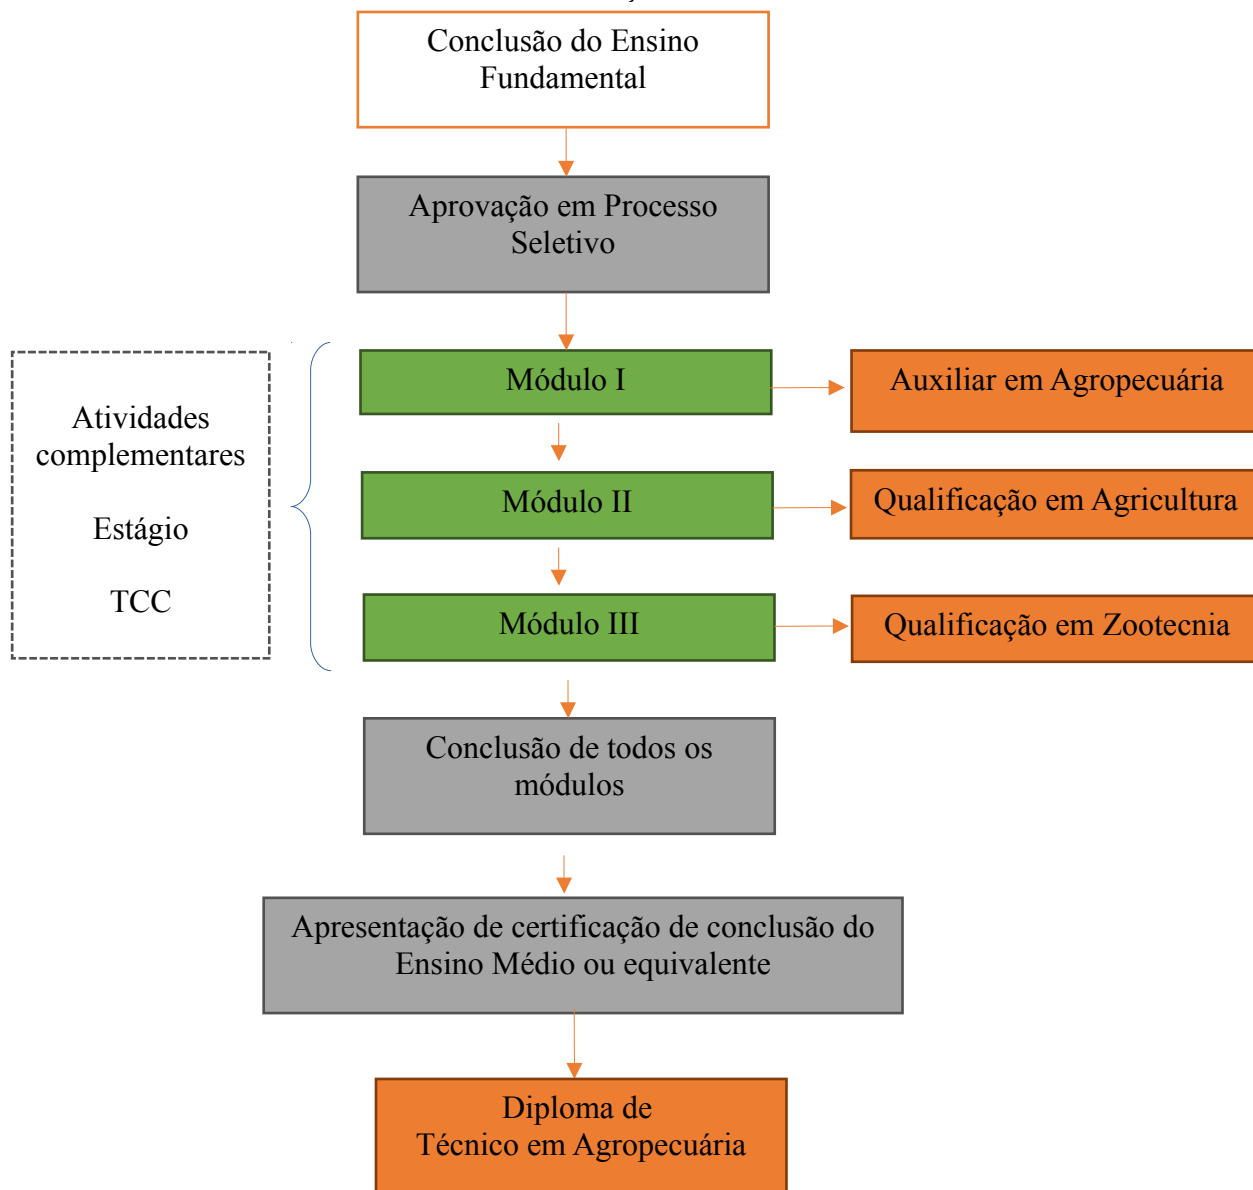 Conclusão do Ensino
Fundamental
Aprovação em Processo
Seletivo
Atividades
complementares
Estágio
TCC
Módulo I
Auxiliar em Agropecuária
Módulo II
Qualificação em Agricultura
Módulo III
Qualificação em Zootecnia
Conclusão de todos os
módulos
Apresentação de certificação de conclusão do
Ensino Médio ou equivalente
Diploma de
Técnico em Agropecuária